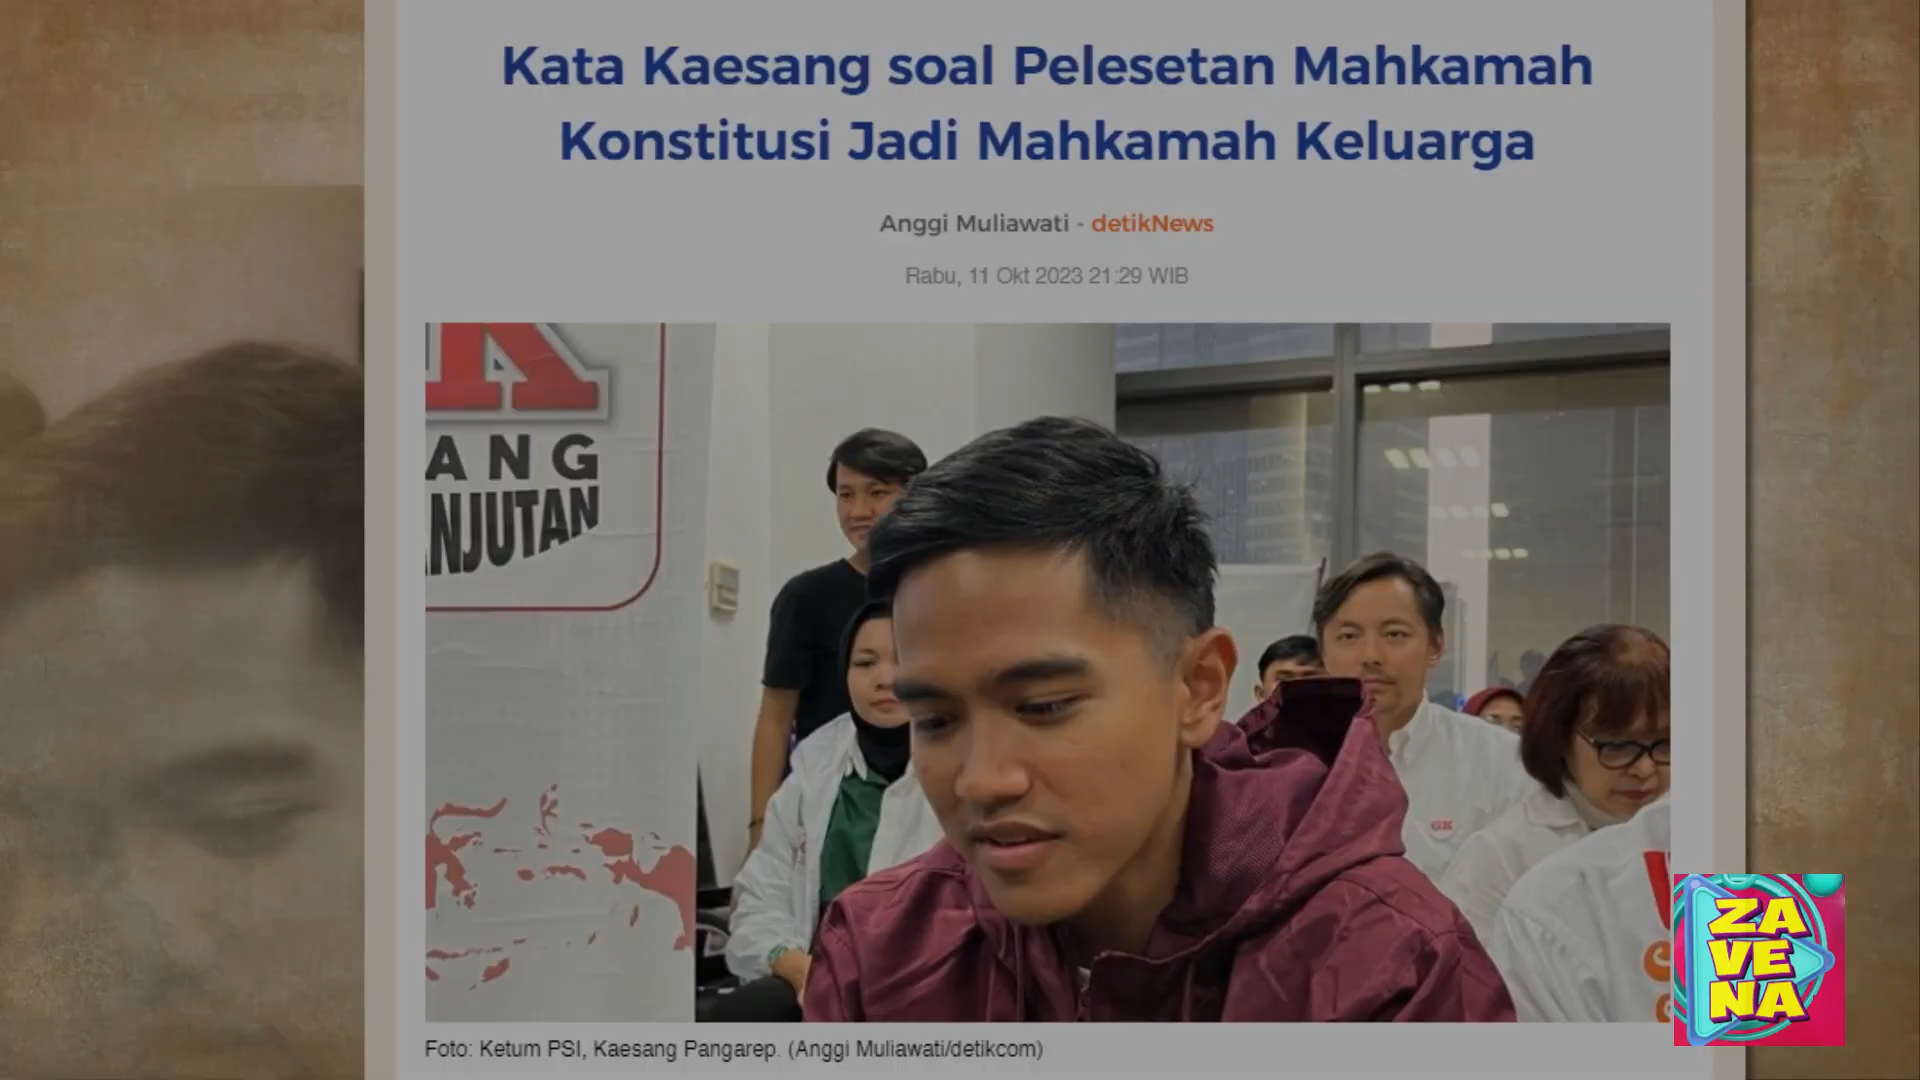 Kata Kaesang soal Pelesetan Mahkamah
Konstitusi Jadi Mahkamah Keluarga
Anggi Muliawati - detikNews
Rabu, 11 Okt 2023 21:29 WIB
K
ANG
NJUTAN
GK
Foto: Ketum PSI, Kaesang Pangarep. (Anggi Muliawati/detikcom)
ZA
VE
NA